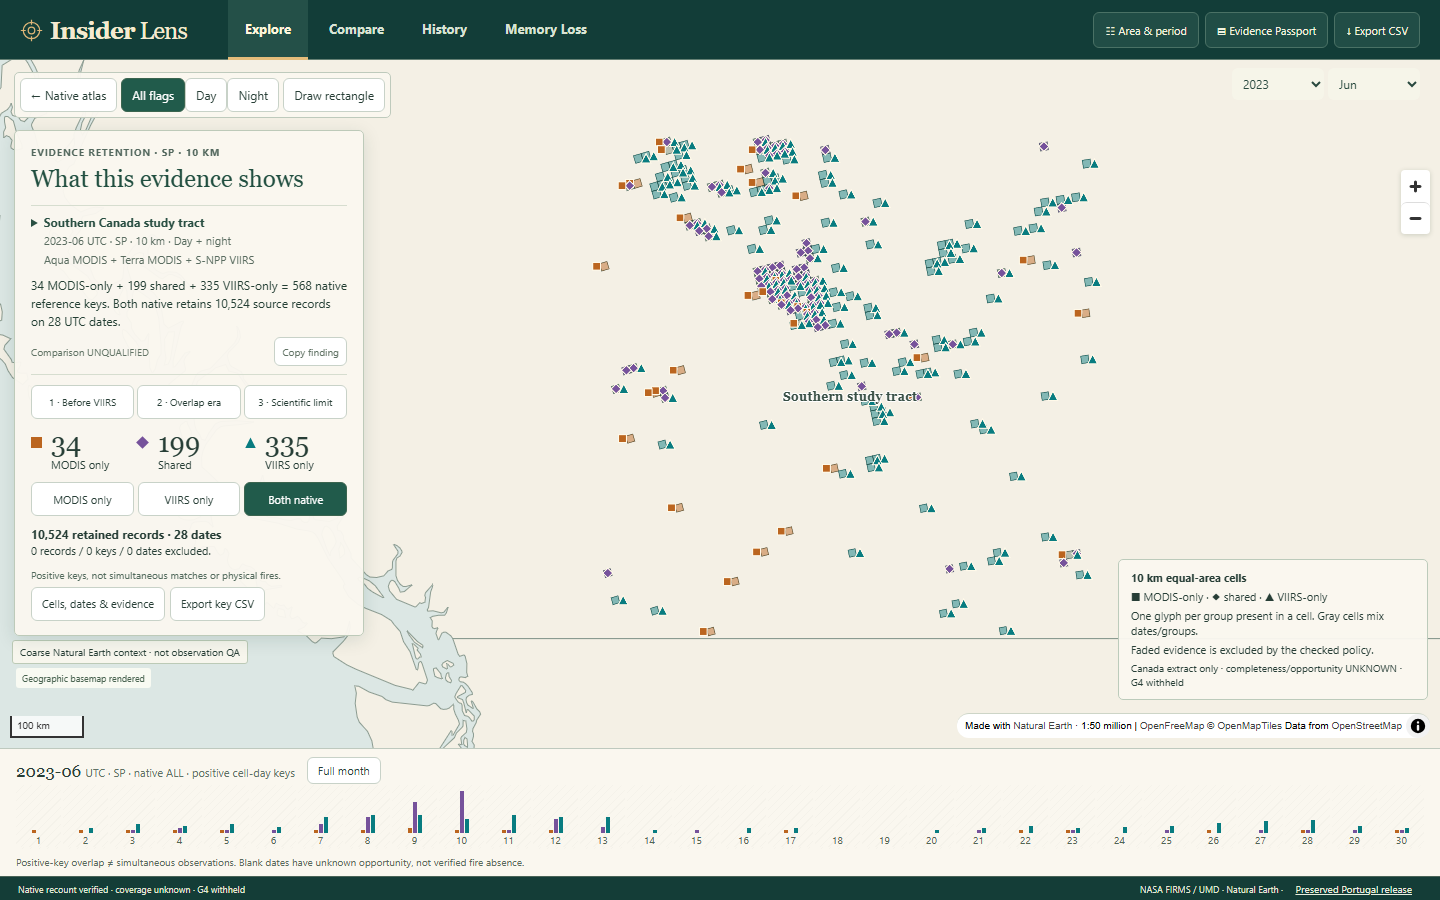 Insider Lens
Explore
Compare
History
Memory Loss
Area & period
Evidence Passport
↓ Export CSV
← Native atlas
All flags
Day
Night
Draw rectangle
2023
Jun
EVIDENCE RETENTION · SP · 10 KM
What this evidence shows
Southern Canada study tract
2023-06 UTC · SP · 10 km · Day + night
Aqua MODIS + Terra MODIS + S-NPP VIIRS
34 MODIS-only + 199 shared + 335 VIIRS-only = 568 native
reference keys. Both native retains 10,524 source records
on 28 UTC dates.
Comparison UNQUALIFIED
Copy finding
1 · Before VIIRS
2 · Overlap era
3 · Scientific limit
34
MODIS only
199
Shared
335
VIIRS only
MODIS only
VIIRS only
Both native
10,524 retained records · 28 dates
0 records / 0 keys / 0 dates excluded.
Positive keys, not simultaneous matches or physical fires.
Cells, dates & evidence
Export key CSV
Coarse Natural Earth context · not observation QA
Geographic basemap rendered
100 km
+
−
Southern study tract
10 km equal-area cells
■ MODIS-only · ◆ shared · ▲ VIIRS-only
One glyph per group present in a cell. Gray cells mix
dates/groups.
Faded evidence is excluded by the checked policy.
Canada extract only · completeness/opportunity UNKNOWN ·
G4 withheld
Made with Natural Earth · 1:50 million | OpenFreeMap © OpenMapTiles Data from OpenStreetMap
2023-06 UTC · SP · native ALL · positive cell-day keys
Full month
1 2 3 4 5 6 7 8 9 10 11 12 13 14 15 16 17 18 19 20 21 22 23 24 25 26 27 28 29 30
Positive-key overlap ≠ simultaneous observations. Blank dates have unknown opportunity, not verified fire absence.
Native recount verified · coverage unknown · G4 withheld
NASA FIRMS / UMD · Natural Earth ·
Preserved Portugal release